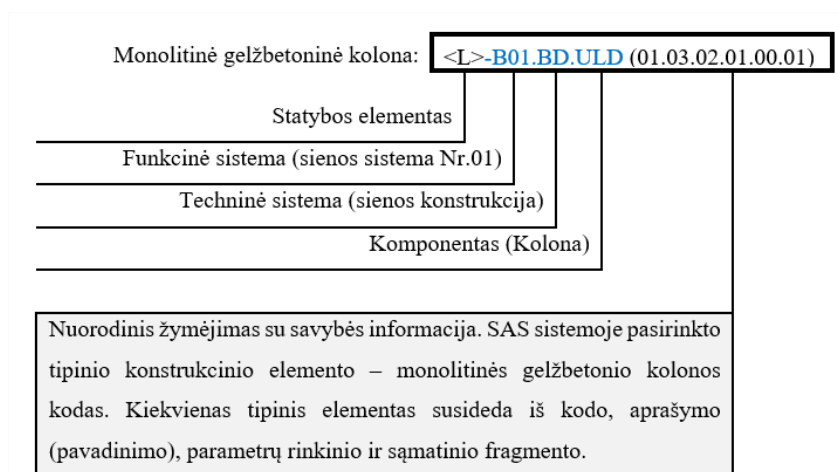 Monolitinė gelžbetoninė kolona: <L>-B01.BD.ULD (01.03.02.01.00.01)
Statybos elementas
Funkcinė sistema (sienos sistema Nr.01)
Techninė sistema (sienos konstrukcija)
Komponentas (Kolona)
Nuorodinis žymėjimas su savybės informacija. SAS sistemoje pasirinkto
tipinio konstrukcinio elemento – monolitinės gelžbetonio kolonos
kodas. Kiekvienas tipinis elementas susideda iš kodo, aprašymo
(pavadinimo), parametrų rinkinio ir sąmatinio fragmento.